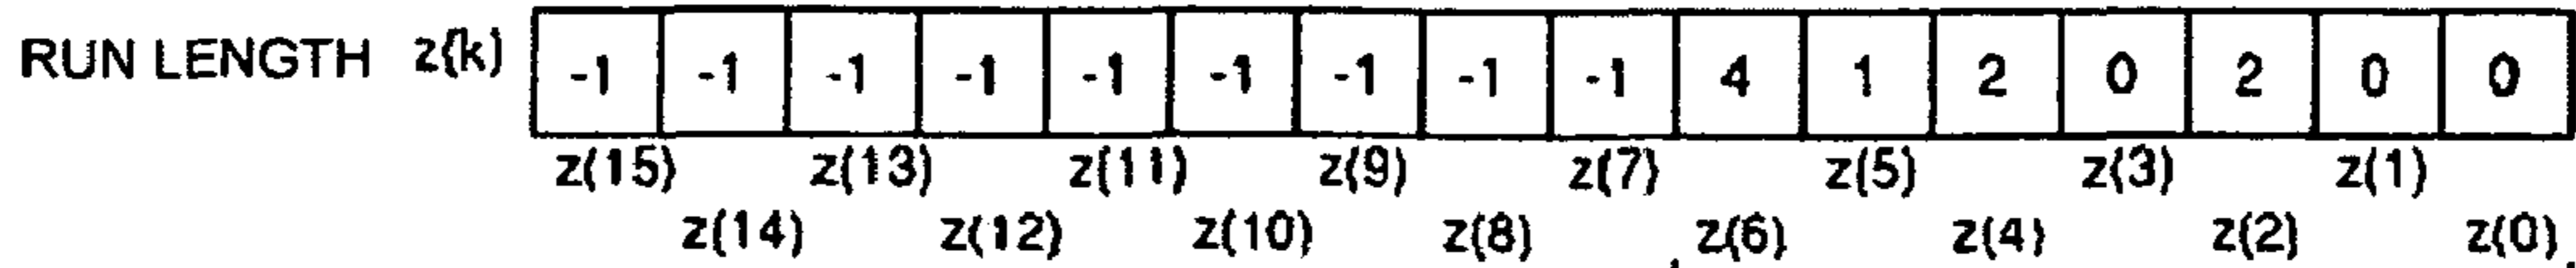 RUN LENGTH z(k) -1 -1 -1 -1 -1 -1 -1 -1 -1 4 1 2 0 2 0 0
z(15) z(13) z(11) z(9) z(7) z(5) z(3) z(1)
z(14) z(12) z(10) z(8) z(6) z(4) z(2) z(0)